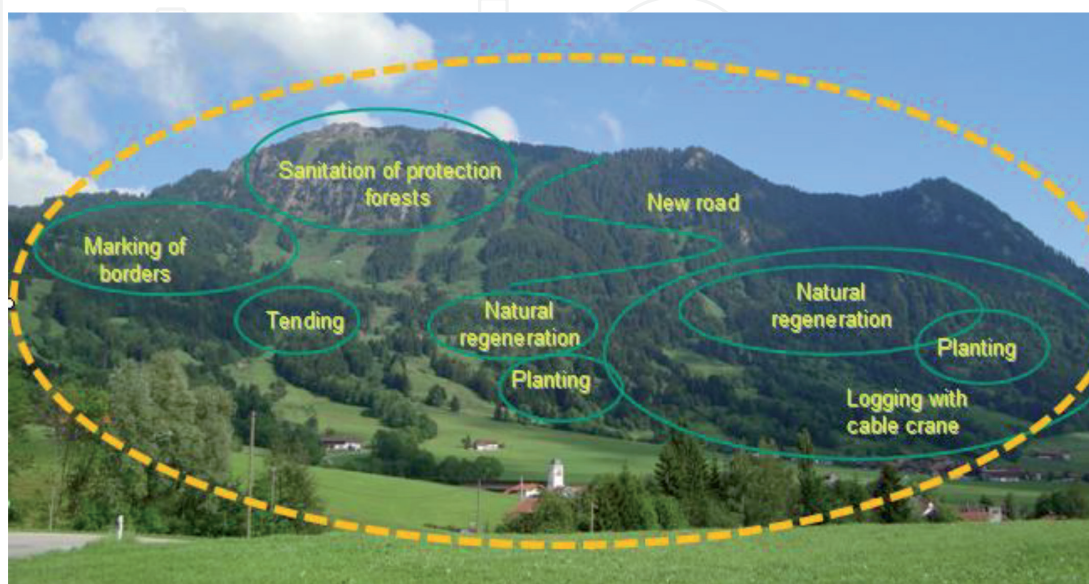 Sanitation of protection
forests
New road
Marking of
borders
Tending
Natural
regeneration
Natural
regeneration
Planting
Planting
Logging with
cable crane